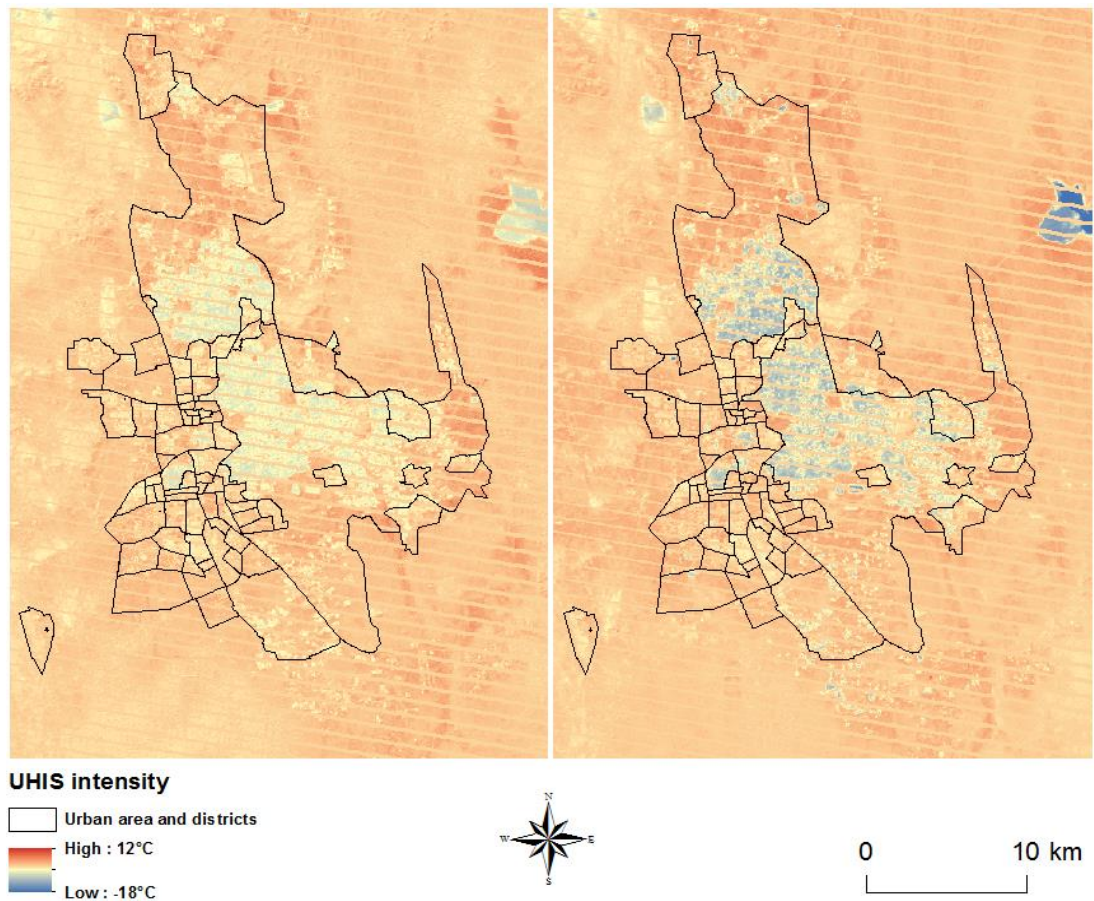 UHIS intensity
Urban area and districts
High : 12°C
Low : -18°C
N
W E
S
0 10 km